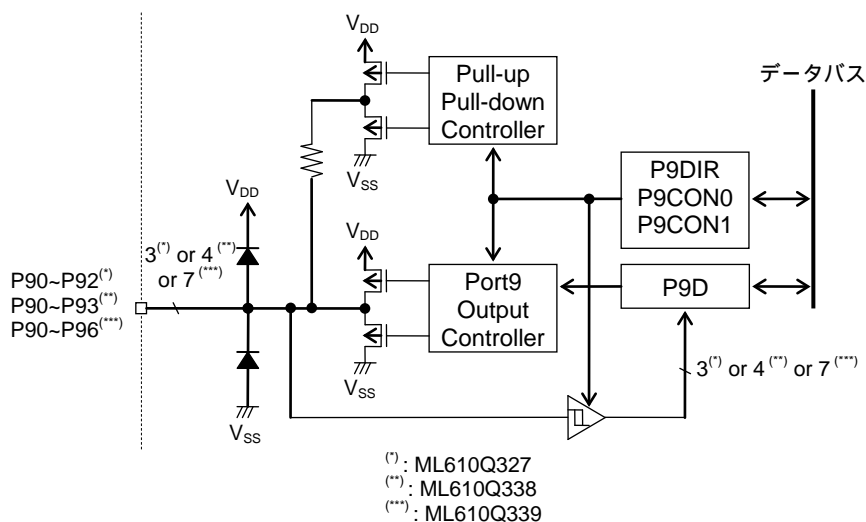 VDD
Pull-up
Pull-down
Controller
VSS
データバス
P9DIR
P9CON0
P9CON1
VDD
3(*) or 4 (**)
or 7(***)
P90~P92(*)
P90~P93(**)
P90~P96(***)
VDD
Port9
Output
Controller
P9D
VSS
VSS
3(*) or 4 (**) or 7(***)
(*) : ML610Q327
(**) : ML610Q338
(***) : ML610Q339